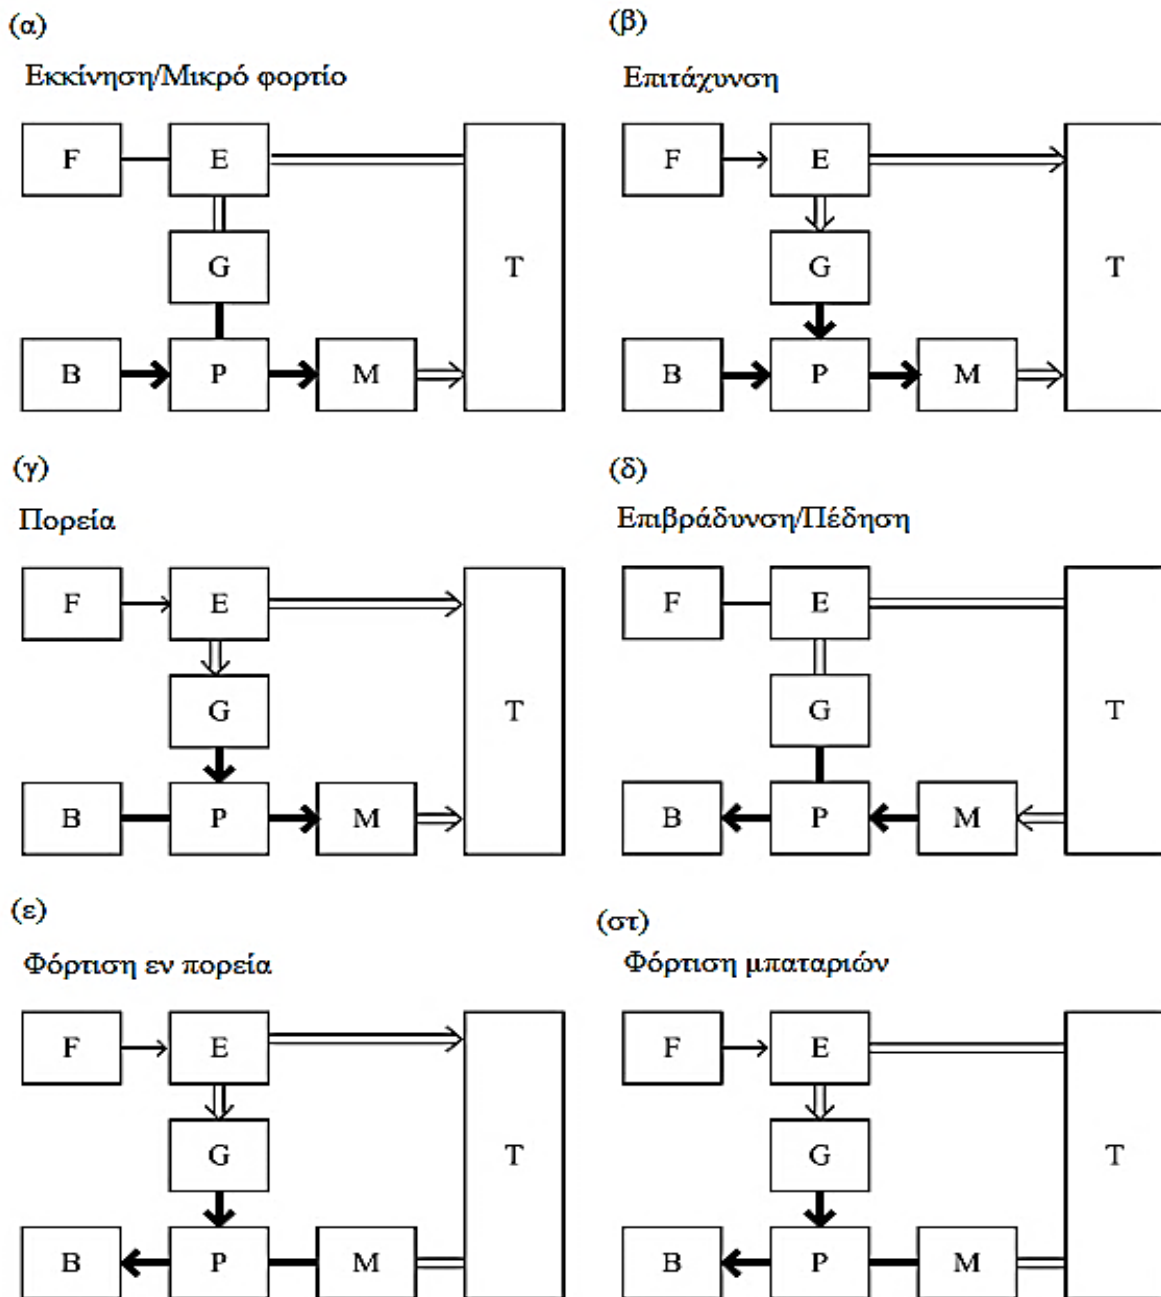 (α)
Εκκίνηση/Μικρό φορτίο
F E
G T
B P M
(β)
Επιτάχυνση
F E
G T
B P M
(γ)
Πορεία
F E
G T
B P M
(δ)
Επιβράδυνση/Πέδηση
F E
G T
B P M
(ε)
Φόρτιση εν πορεία
F E
G T
B P M
(στ)
Φόρτιση μπαταριών
F E
G T
B P M